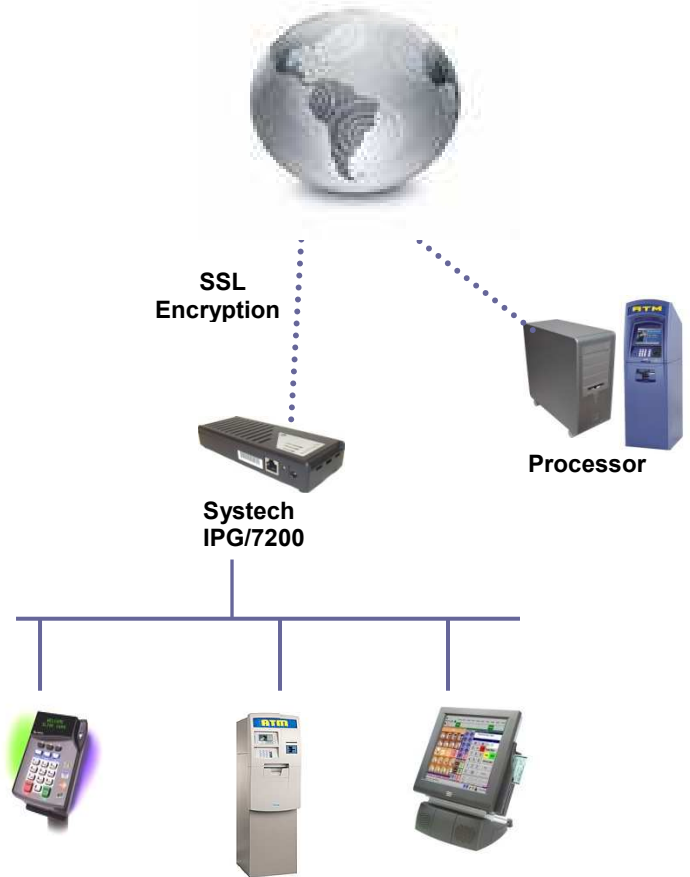 SSL
Encryption
ATM
Processor
Systech
IPG/7200
ATM